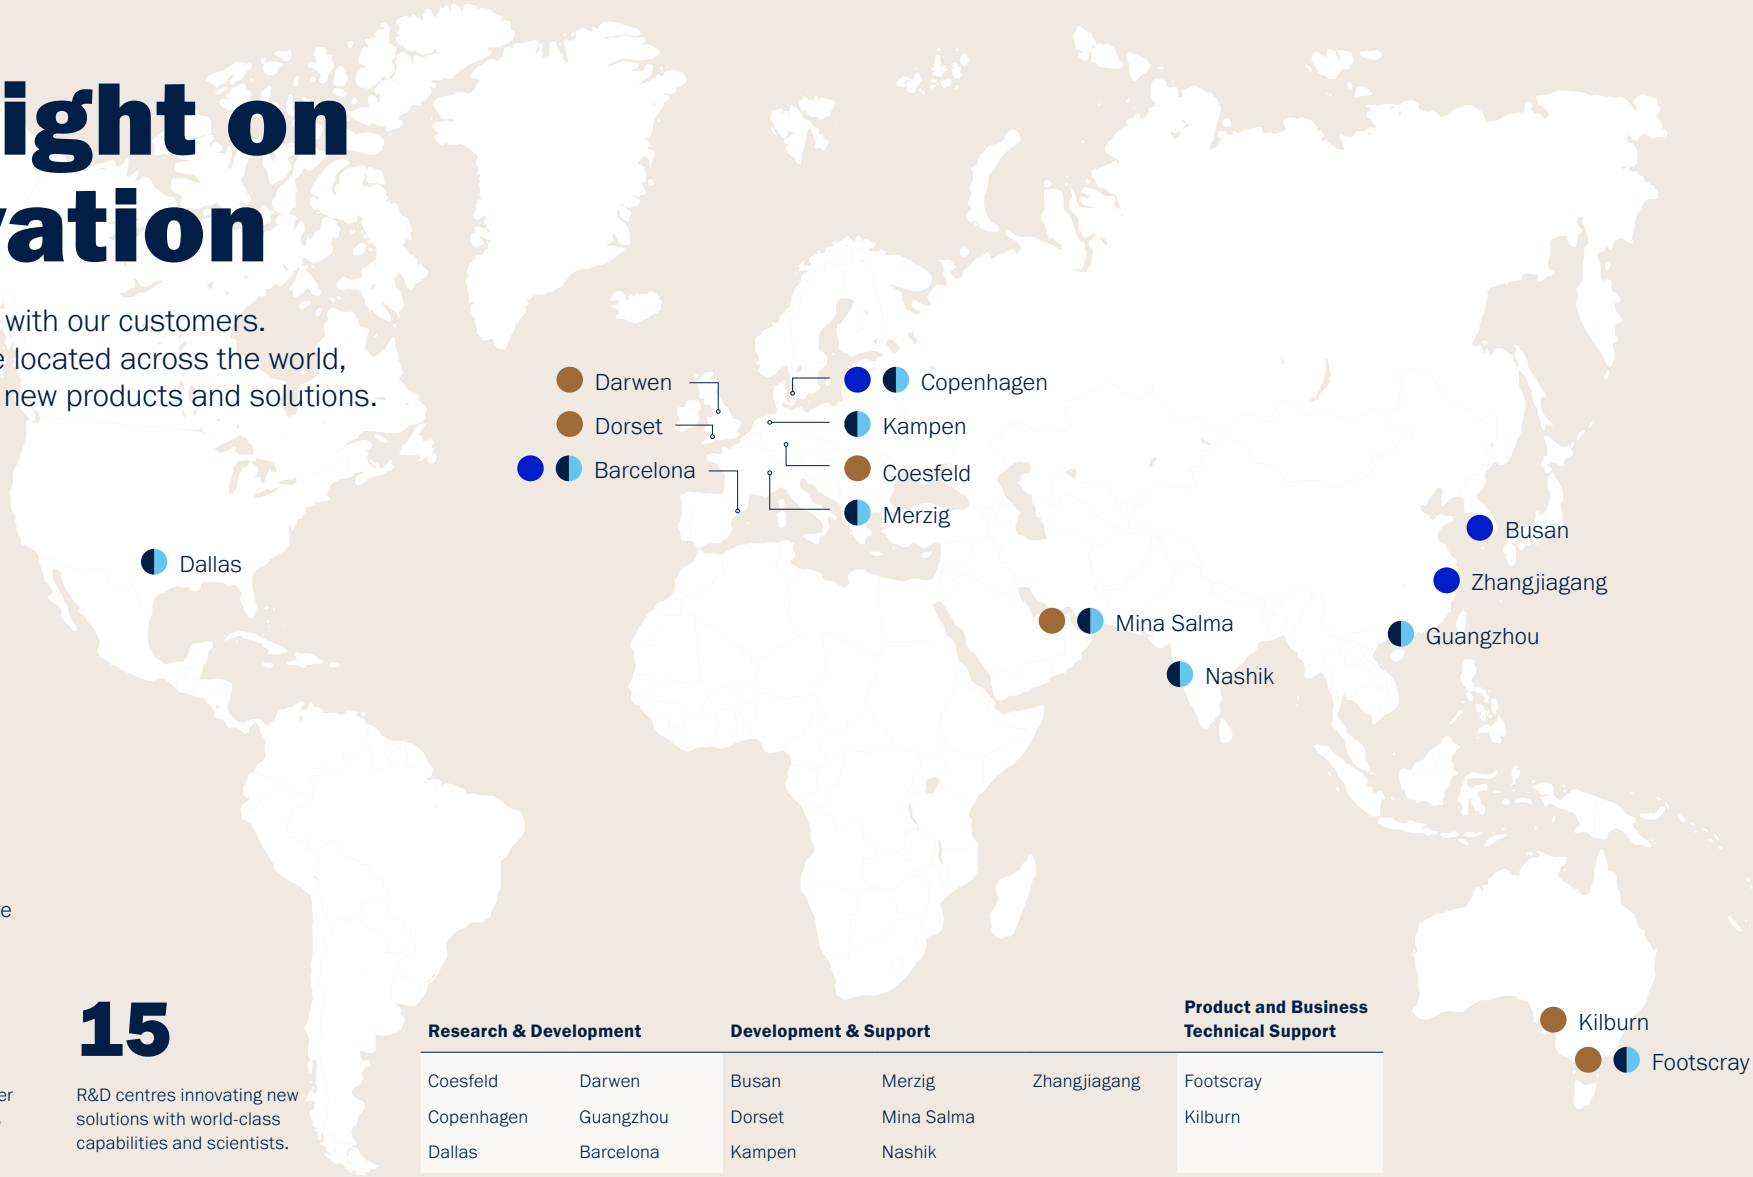 ight on
vation
with our customers.
e located across the world,
new products and solutions.
Darwen
Dorset
Barcelona
Copenhagen
Kampen
Coesfeld
Merzig
Dallas
Busan
Zhangjiagang
Guangzhou
Mina Salma
Nashik
Kilburn
Footscray
e
er
15
R&D centres innovating new
solutions with world-class
capabilities and scientists.
Research & Development
Coesfeld Darwen
Copenhagen Guangzhou
Dallas Barcelona
Development & Support
Busan Merzig Zhangjiagang
Dorset Mina Salma
Kampen Nashik
Product and Business
Technical Support
Footscray
Kilburn